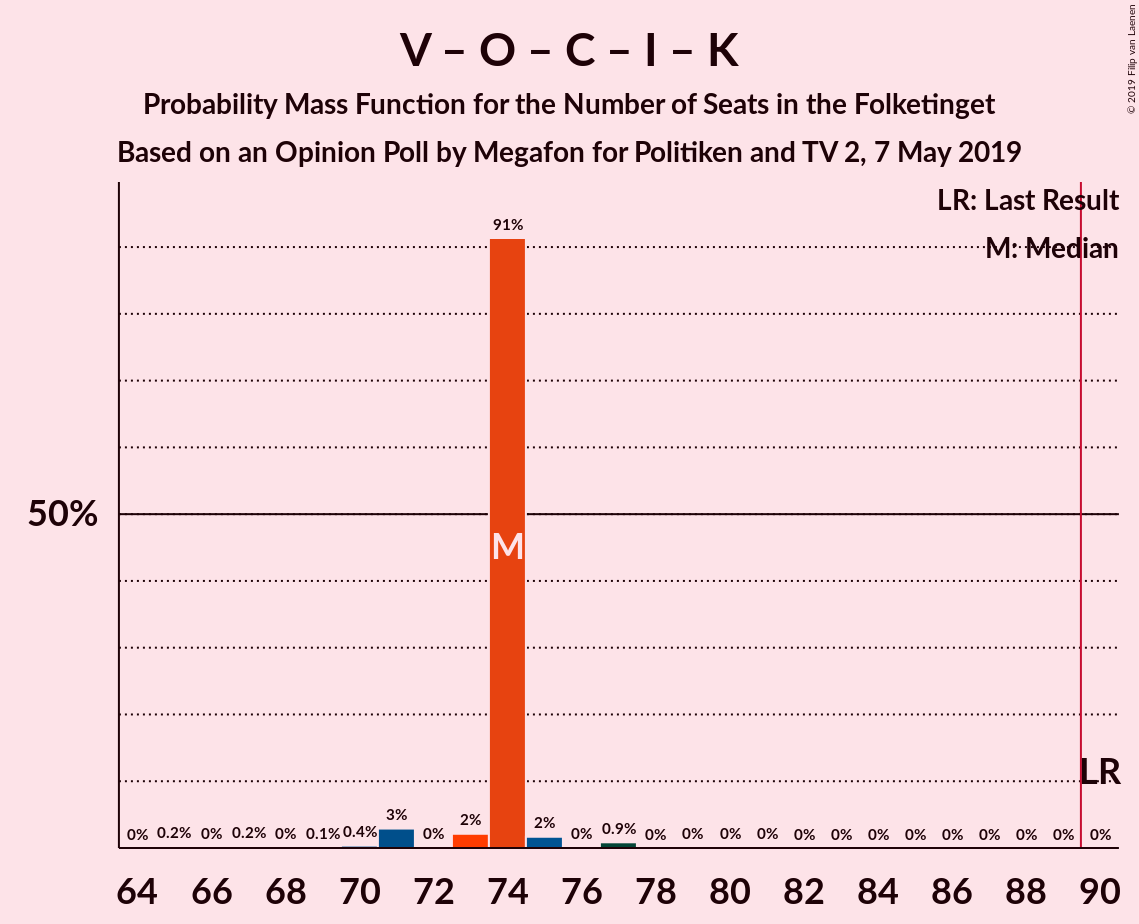 V – O – C – I – K
Probability Mass Function for the Number of Seats in the Folketinget
Based on an Opinion Poll by Megafon for Politiken and TV 2, 7 May 2019
© 2019 Filip van Laenen
LR: Last Result
M: Median
91%
50%
M
LR
0% 0.2% 0% 0.2% 0% 0.1% 0.4% 3% 0% 2% 2% 0% 0.9% 0% 0% 0% 0% 0% 0% 0% 0% 0% 0% 0% 0% 0%
64 66 68 70 72 74 76 78 80 82 84 86 88 90